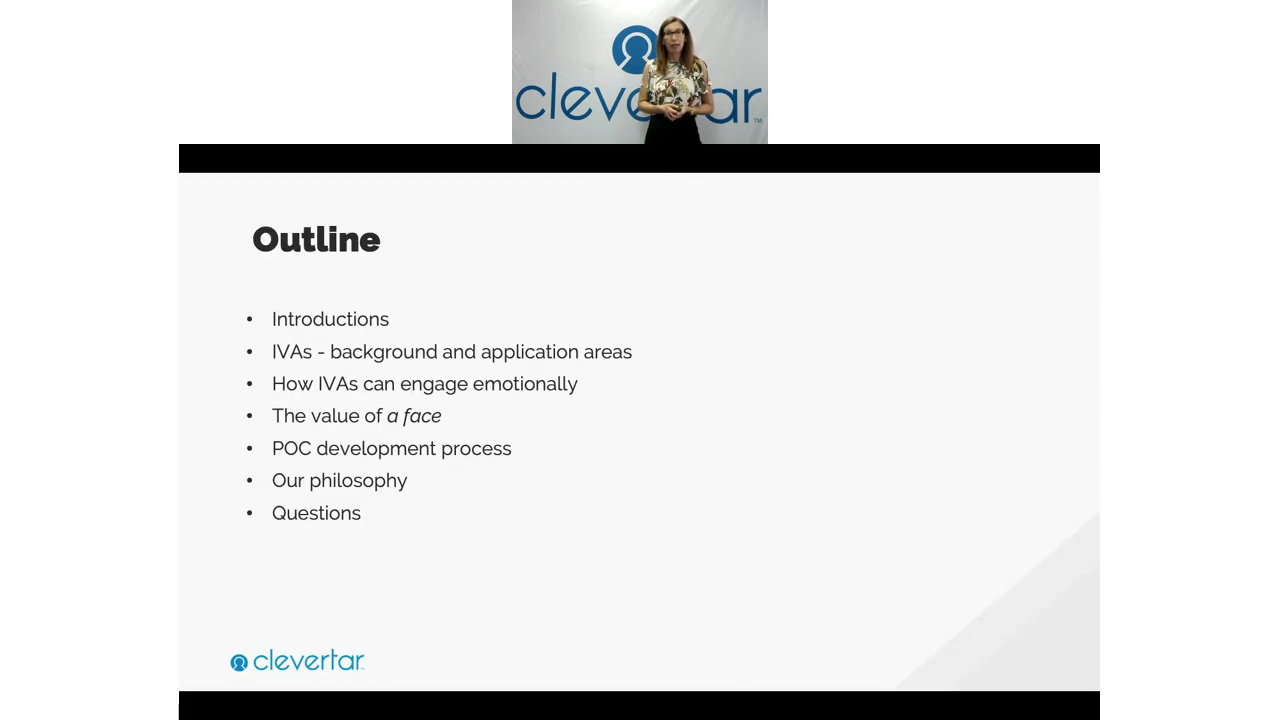 clevertar
TM
Outline
• Introductions
• IVAs - background and application areas
• How IVAs can engage emotionally
• The value of a face
• POC development process
• Our philosophy
• Questions
clevertar